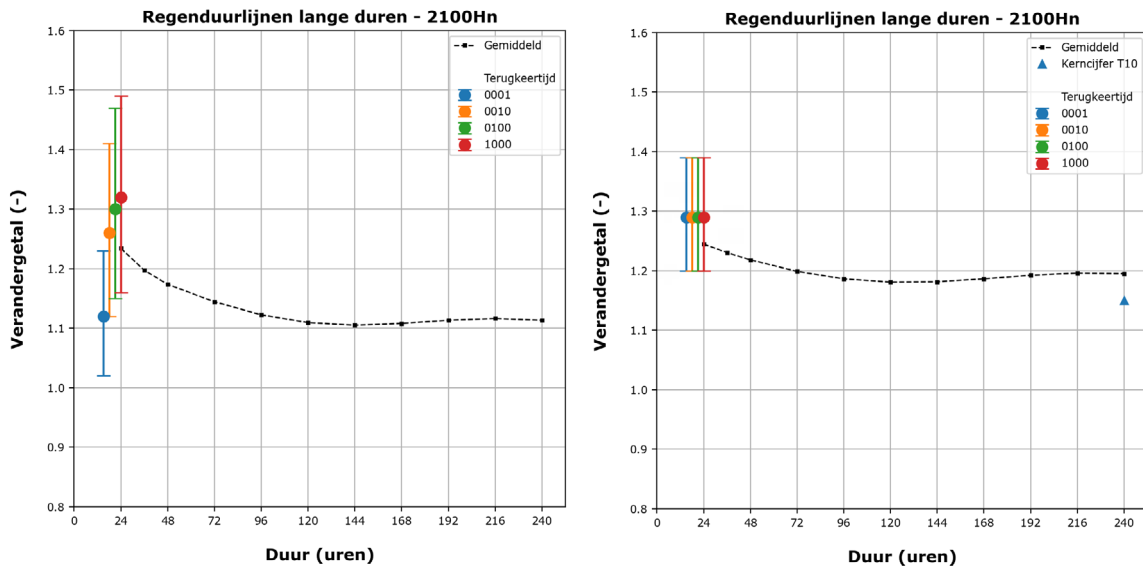 Regenduurlijnen lange duren - 2100Hn
1.6
1.5
1.4
1.3
1.2
1.1
1.0
0.9
0.8
Verandergetal (-)
0 24 48 72 96 120 144 168 192 216 240
Duur (uren)
Gemiddeld
Terugkeertijd
0001
0010
0100
1000
Regenduurlijnen lange duren - 2100Hn
1.6
1.5
1.4
1.3
1.2
1.1
1.0
0.9
0.8
Verandergetal (-)
0 24 48 72 96 120 144 168 192 216 240
Duur (uren)
Gemiddeld
Kerncijfer T10
Terugkeertijd
0001
0010
0100
1000